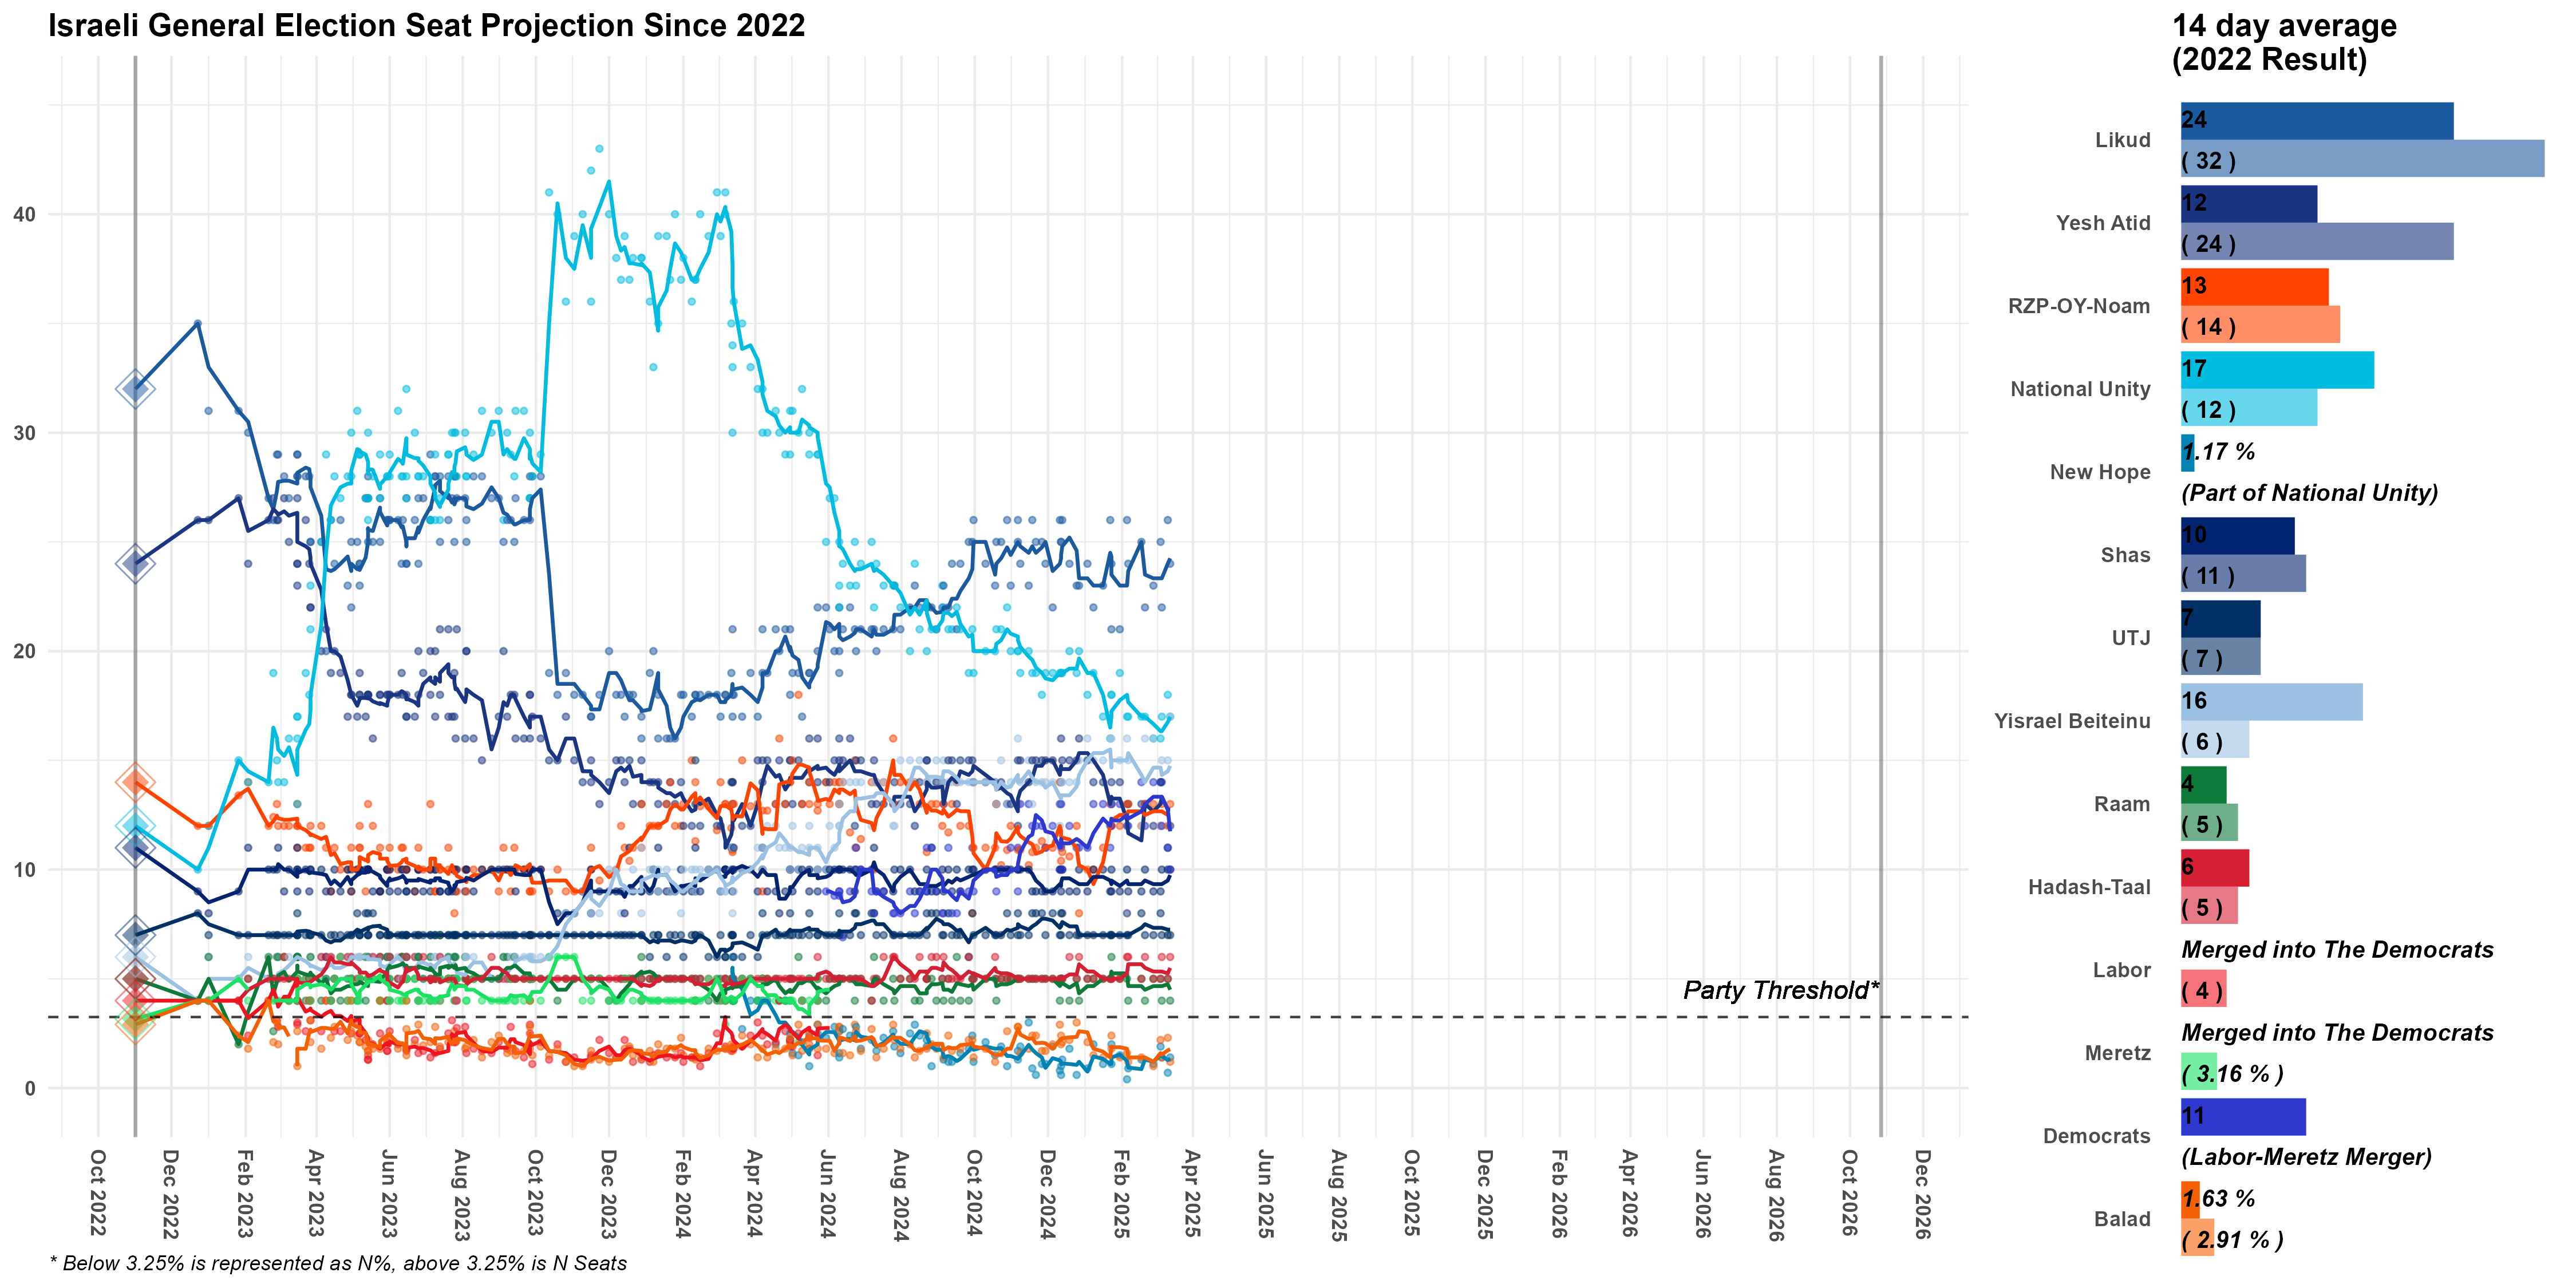 Israeli General Election Seat Projection Since 2022
14 day average
(2022 Result)
40
30
20
10
0
Party Threshold*
Oct 2022
Dec 2022
Feb 2023
Apr 2023
Jun 2023
Aug 2023
Oct 2023
Dec 2023
Feb 2024
Apr 2024
Jun 2024
Aug 2024
Oct 2024
Dec 2024
Feb 2025
Apr 2025
Jun 2025
Aug 2025
Oct 2025
Dec 2025
Feb 2026
Apr 2026
Jun 2026
Aug 2026
Oct 2026
Dec 2026
* Below 3.25% is represented as N%, above 3.25% is N Seats
Likud
24
( 32 )
Yesh Atid
12
( 24 )
RZP-OY-Noam
13
( 14 )
National Unity
17
( 12 )
New Hope
1.17 %
(Part of National Unity)
Shas
10
( 11 )
UTJ
7
( 7 )
Yisrael Beiteinu
16
( 6 )
Raam
4
( 5 )
Hadash-Taal
6
( 5 )
Labor
Merged into The Democrats
( 4 )
Meretz
Merged into The Democrats
( 3.16 % )
Democrats
11
(Labor-Meretz Merger)
Balad
1.63 %
( 2.91 % )